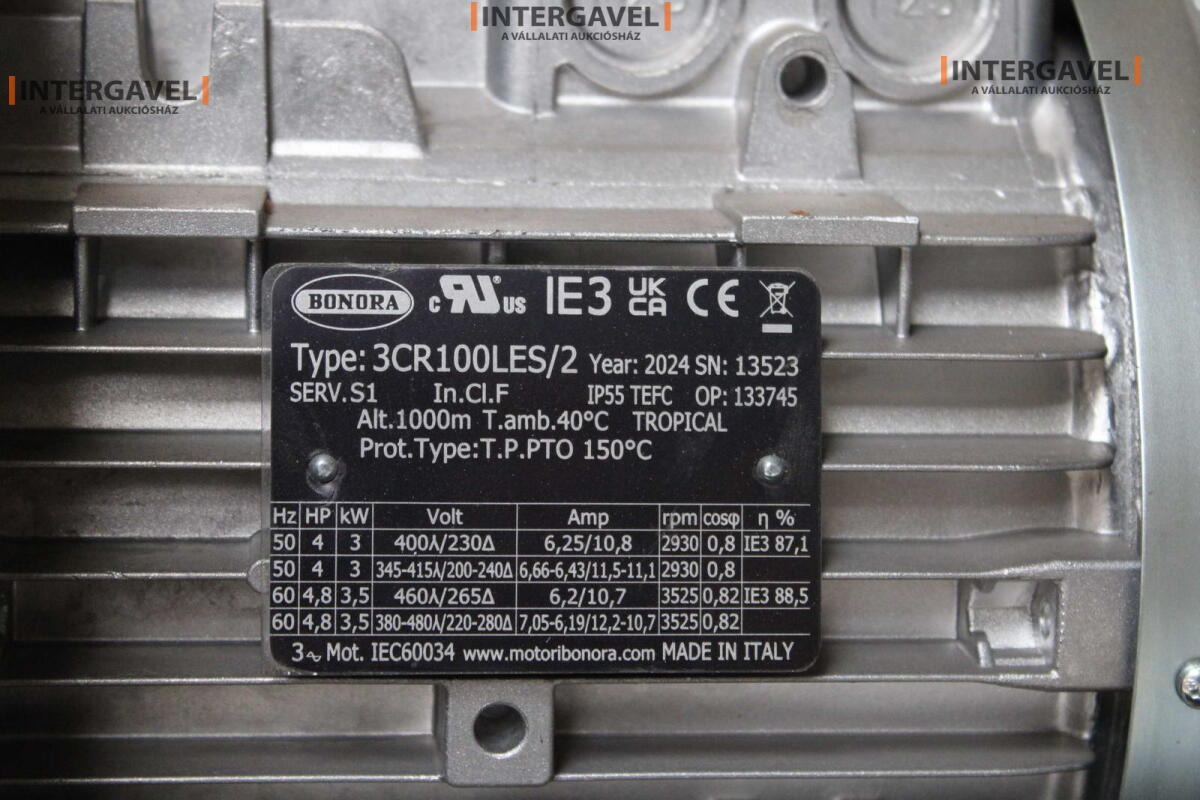 INTERGAVEL
A VÁLLALATI AUKCIÓSHÁZ
INTERGAVEL
A VÁLLALATI AUKCIÓSHÁZ
INTERGAVEL
A VÁLLALATI AUKCIÓSHÁZ
BONORA c RU ® US IE3 UK CA CE
Type: 3CR100LES/2 Year: 2024 SN: 13523
SERV.S1 In.Cl.F IP55 TEFC OP: 133745
Alt.1000m T.amb.40°C TROPICAL
Prot.Type:T.P.PTO 150°C
Hz HP kW Volt Amp rpm cosφ η %
50 4 3 400⅄/230Δ 6,25/10,8 2930 0,8 IE3 87,1
50 4 3 345-415⅄/200-240Δ 6,66-6,43/11,5-11,1 2930 0,8
60 4,8 3,5 460⅄/265Δ 6,2/10,7 3525 0,82 IE3 88,5
60 4,8 3,5 380-480⅄/220-280Δ 7,05-6,19/12,2-10,7 3525 0,82
3~ Mot. IEC60034 www.motoribonora.com MADE IN ITALY